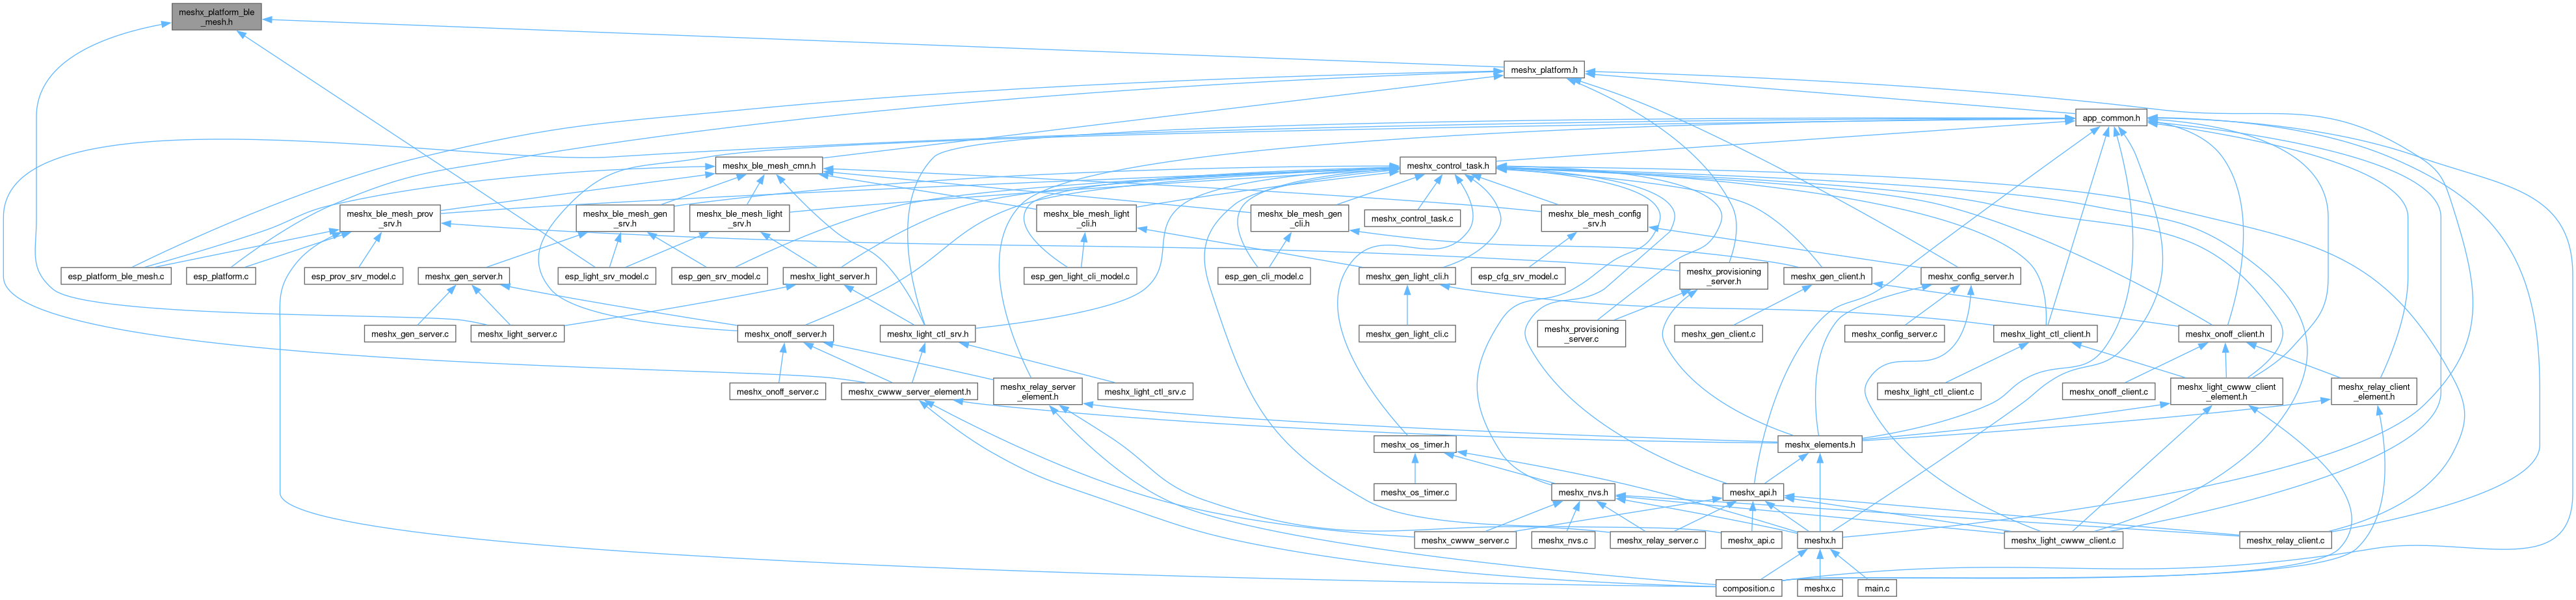 meshx_platform_ble
_mesh.h
meshx_platform.h
app_common.h
meshx_ble_mesh_cmn.h
meshx_control_task.h
meshx_ble_mesh_prov
_srv.h
meshx_ble_mesh_gen
_srv.h
meshx_ble_mesh_light
_srv.h
meshx_ble_mesh_light
_cli.h
meshx_ble_mesh_gen
_cli.h
meshx_control_task.c
meshx_ble_mesh_config
_srv.h
esp_platform_ble_mesh.c
esp_platform.c
esp_prov_srv_model.c
meshx_gen_server.h
esp_light_srv_model.c
esp_gen_srv_model.c
meshx_light_server.h
esp_gen_light_cli_model.c
esp_gen_cli_model.c
meshx_gen_light_cli.h
esp_cfg_srv_model.c
meshx_provisioning
_server.h
meshx_gen_client.h
meshx_config_server.h
meshx_gen_server.c
meshx_light_server.c
meshx_onoff_server.h
meshx_light_ctl_srv.h
meshx_gen_light_cli.c
meshx_provisioning
_server.c
meshx_gen_client.c
meshx_config_server.c
meshx_light_ctl_client.h
meshx_onoff_client.h
meshx_onoff_server.c
meshx_cwww_server_element.h
meshx_relay_server
_element.h
meshx_light_ctl_srv.c
meshx_light_ctl_client.c
meshx_onoff_client.c
meshx_light_cwww_client
_element.h
meshx_relay_client
_element.h
meshx_os_timer.h
meshx_elements.h
meshx_os_timer.c
meshx_nvs.h
meshx_api.h
meshx_cwww_server.c
meshx_nvs.c
meshx_relay_server.c
meshx_api.c
meshx.h
meshx_light_cwww_client.c
meshx_relay_client.c
composition.c
meshx.c
main.c